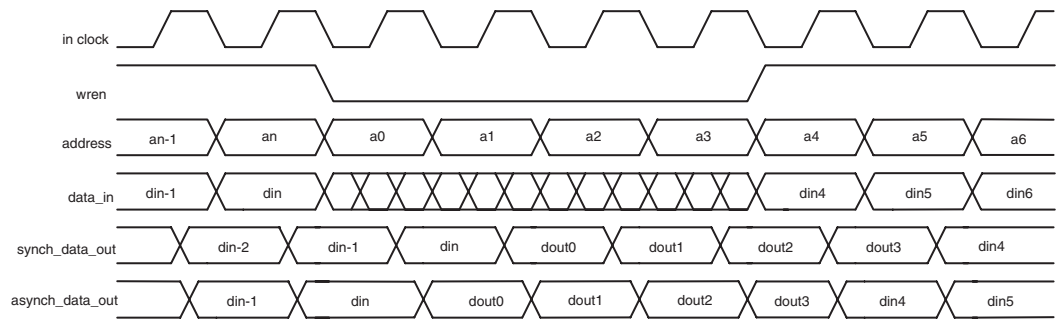 in clock
wren
address an-1 an a0 a1 a2 a3 a4 a5 a6
data_in din-1 din din4 din5 din6
synch_data_out din-2 din-1 din dout0 dout1 dout2 dout3 din4
asynch_data_out din-1 din dout0 dout1 dout2 dout3 din4 din5